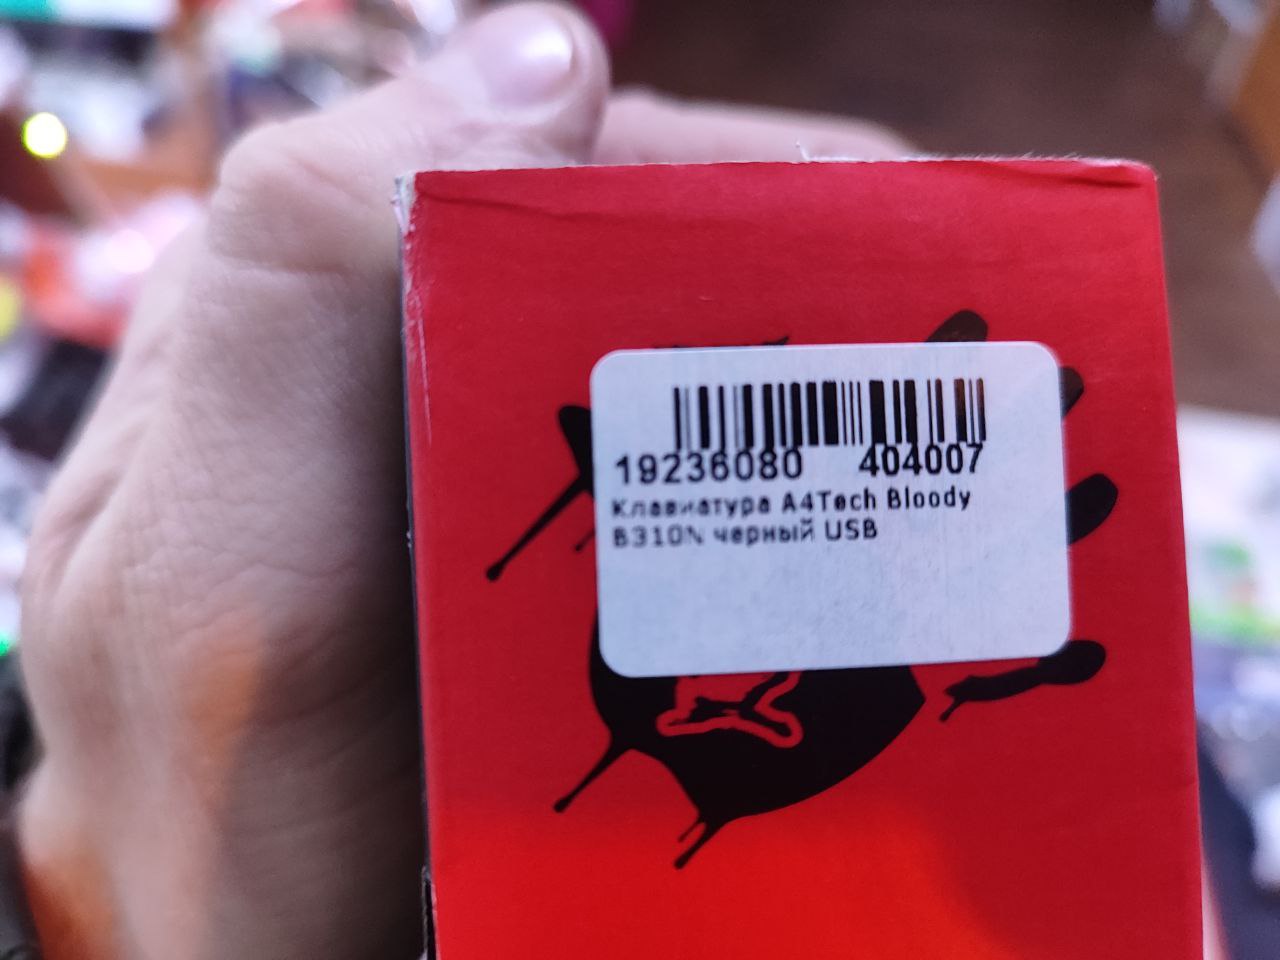 19236080 404007
Клавиатура A4Tech Bloody
B310N черный USB